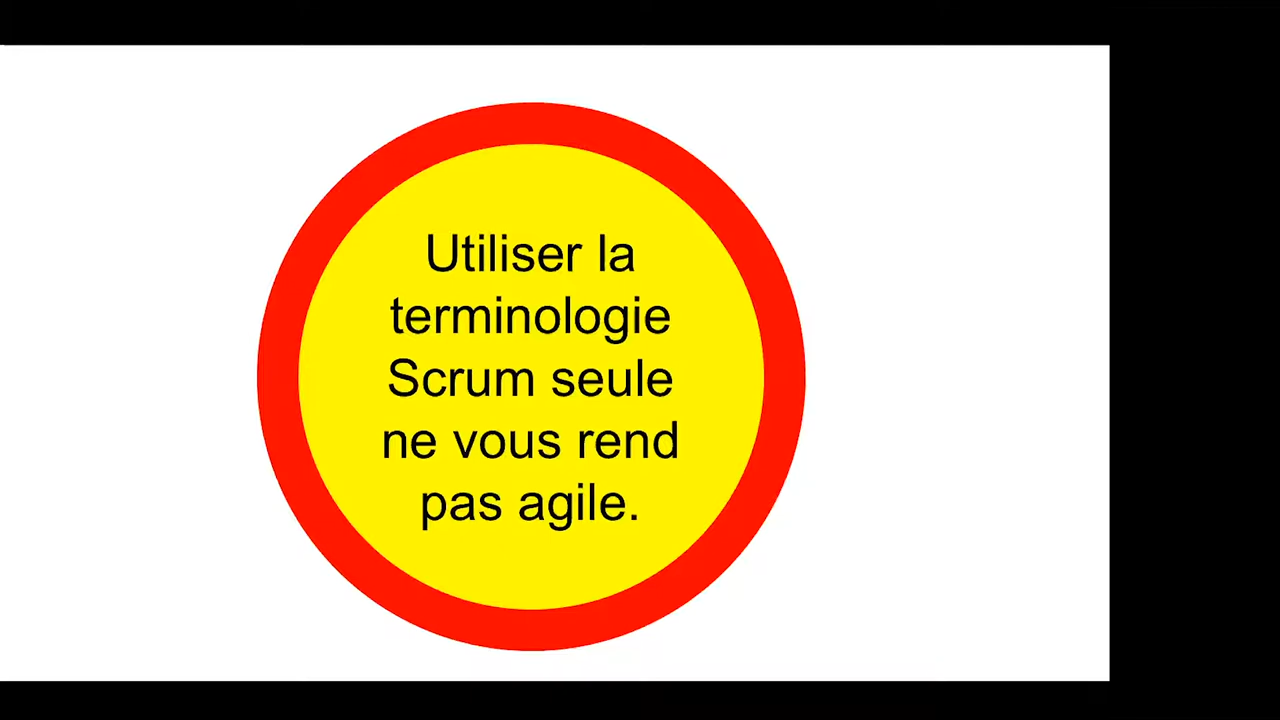 Utiliser la
terminologie
Scrum seule
ne vous rend
pas agile.